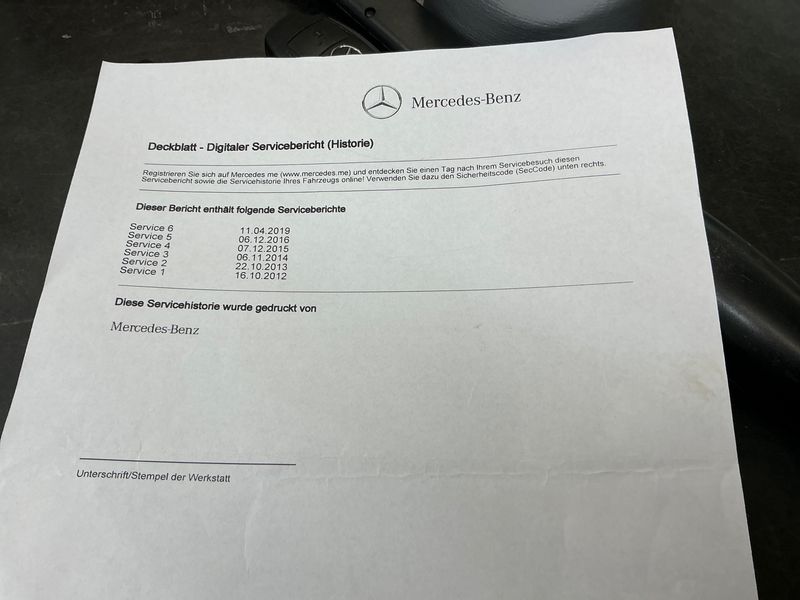 Mercedes-Benz
Deckblatt - Digitaler Servicebericht (Historie)
Registrieren Sie sich auf Mercedes me (www.mercedes.me) und entdecken Sie einen Tag nach Ihrem Servicebesuch diesen
Servicebericht sowie die Servicehistorie Ihres Fahrzeugs online! Verwenden Sie dazu den Sicherheitscode (SecCode) unten rechts.
Dieser Bericht enthält folgende Serviceberichte
Service 6 11.04.2019
Service 5 06.12.2016
Service 4 07.12.2015
Service 3 06.11.2014
Service 2 22.10.2013
Service 1 16.10.2012
Diese Servicehistorie wurde gedruckt von
Mercedes-Benz
Unterschrift/Stempel der Werkstatt